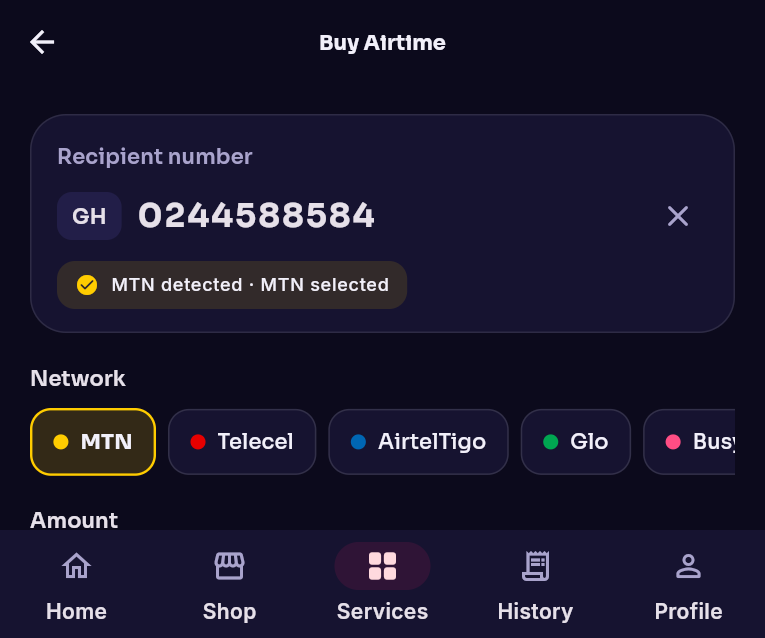 Buy Airtime
Recipient number
GH 0244588584
MTN detected · MTN selected
Network
MTN Telecel AirtelTigo Glo Busy
Amount
Home Shop Services History Profile